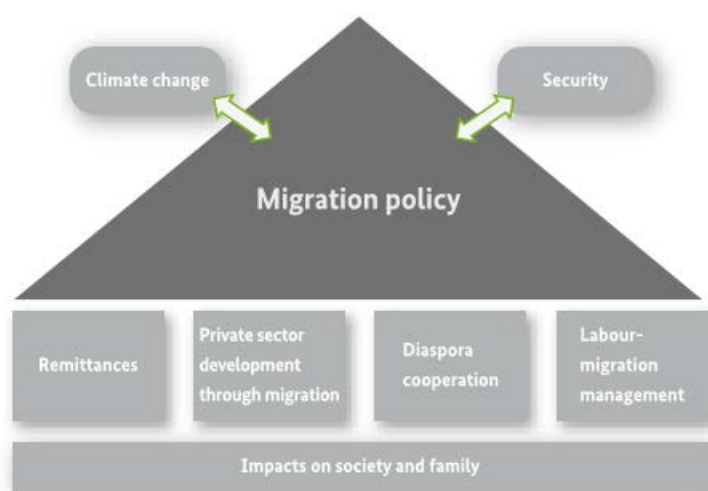 Climate change
Security
Migration policy
Remittances
Private sector
development
through migration
Diaspora
cooperation
Labour-
migration
management
Impacts on society and family